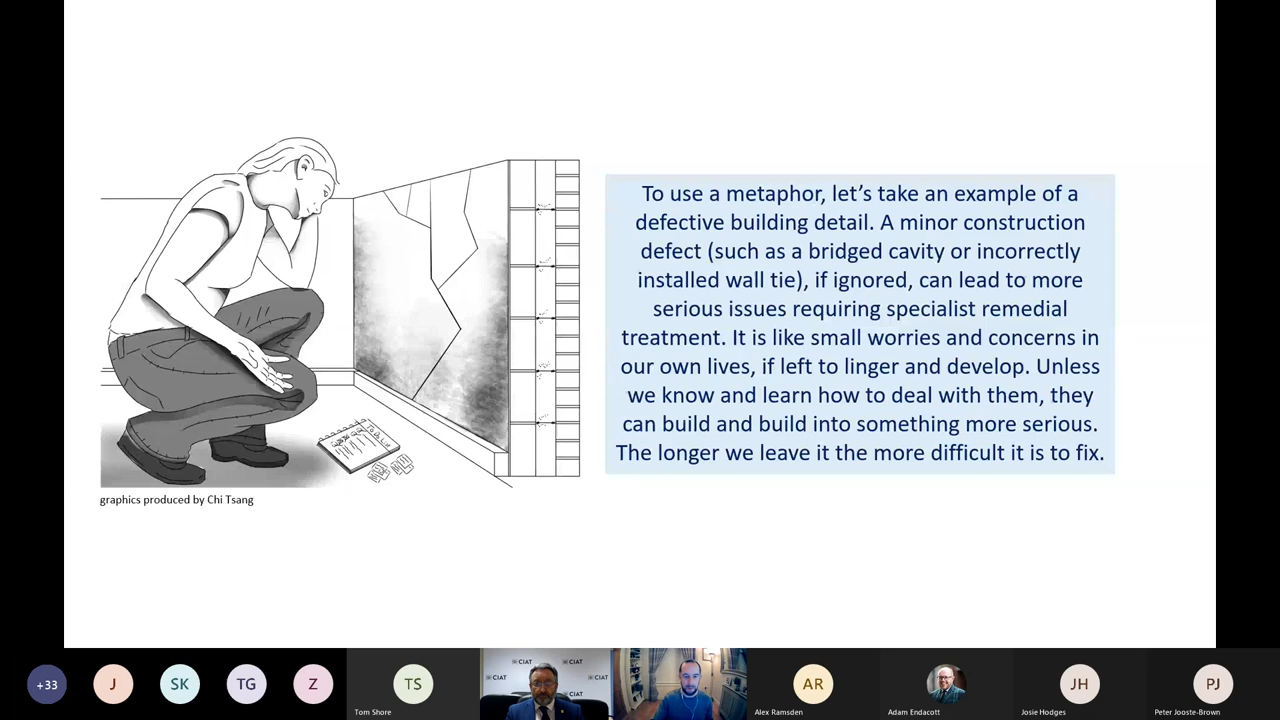 To use a metaphor, let’s take an example of a
defective building detail. A minor construction
defect (such as a bridged cavity or incorrectly
installed wall tie), if ignored, can lead to more
serious issues requiring specialist remedial
treatment. It is like small worries and concerns in
our own lives, if left to linger and develop. Unless
we know and learn how to deal with them, they
can build and build into something more serious.
The longer we leave it the more difficult it is to fix.
graphics produced by Chi Tsang
+33
J
SK
TG
Z
TS
Tom Shore
CIAT
CIAT
CIAT
CIAT
CIAT
AR
Alex Ramsden
Adam Endacott
JH
Josie Hodges
PJ
Peter Jooste-Brown